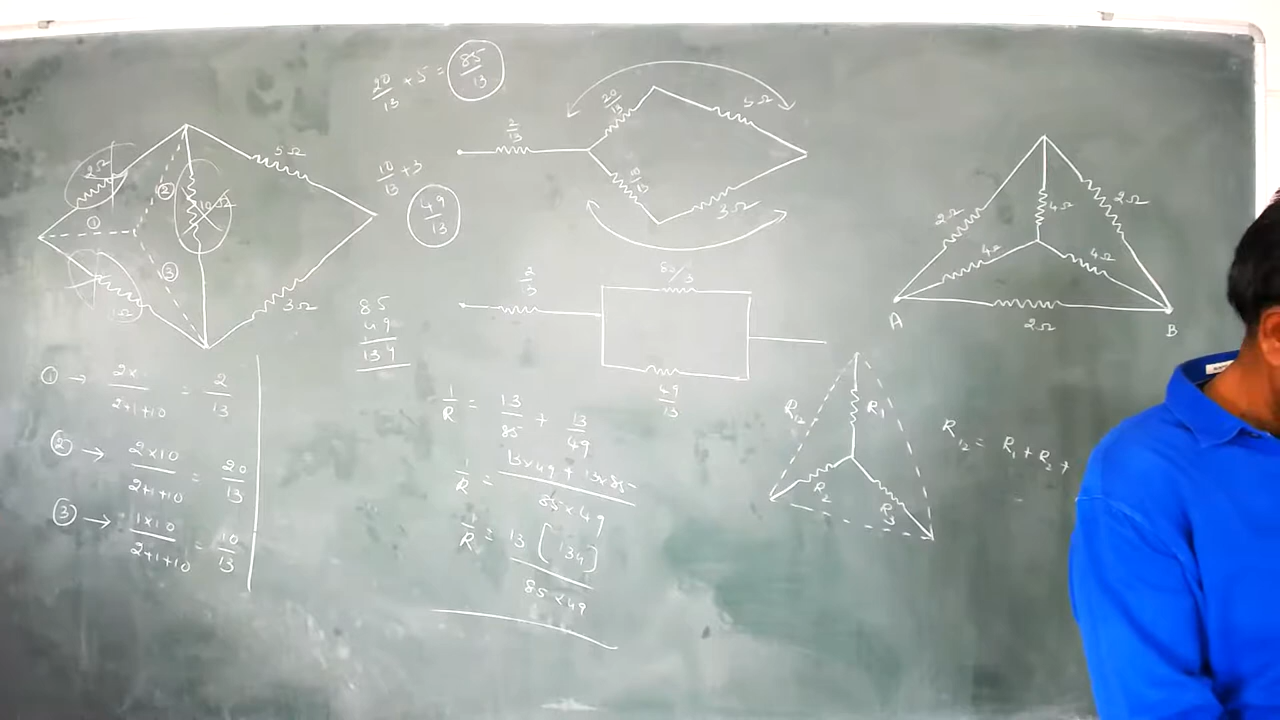 20/13 + 5 = 85/13
10/13 + 3
49/13
2Ω
5Ω
②
10Ω
①
③
1Ω
3Ω
2/13
20/13
5Ω
10/13
3Ω
2Ω
4Ω
2Ω
4Ω
4Ω
A
2Ω
B
85
49
134
2/13
49/13
① → 2×1/2+1+10 = 2/13
② → 2×10/2+1+10 = 20/13
③ → 1×10/2+1+10 = 10/13
1/R = 13/85 + 13/49
1/R = 13×49 + 13×85/85×49
1/R = 13[134]/85×49
R₁₂
R₁
R₂
R₃
R₁₂ = R₁ + R₂ +